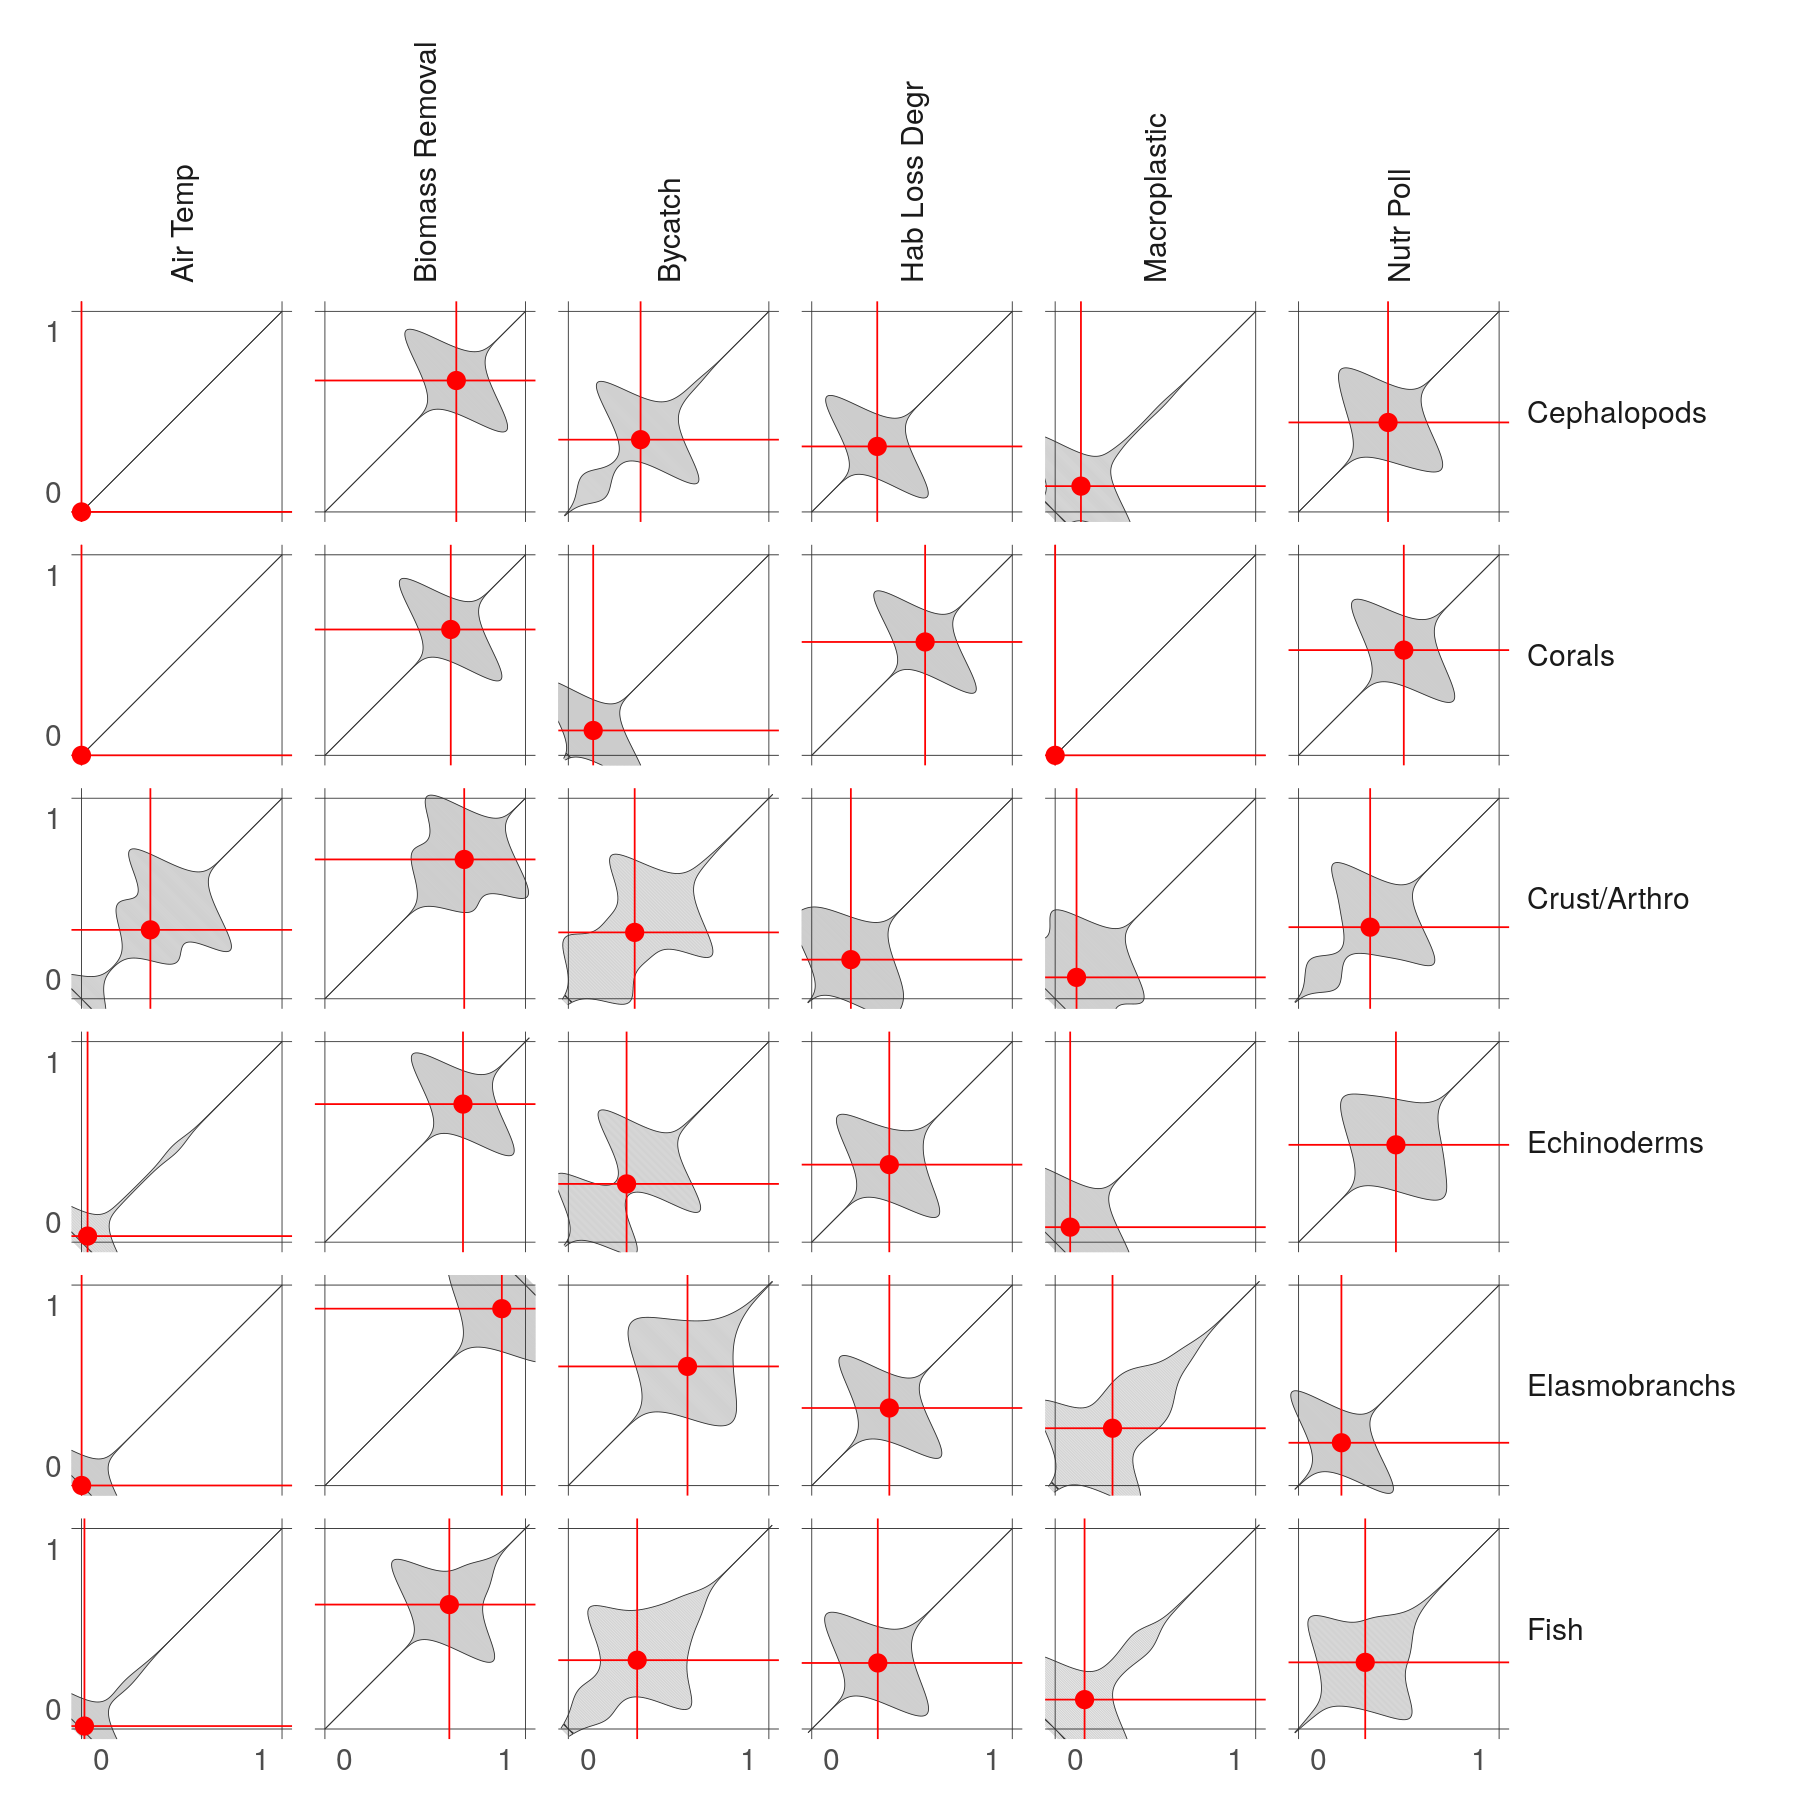 Air Temp
Biomass Removal
Bycatch
Hab Loss Degr
Macroplastic
Nutr Poll
1
0
Cephalopods
1
0
Corals
1
0
Crust/Arthro
1
0
Echinoderms
1
0
Elasmobranchs
1
0
Fish
0 1 0 1 0 1 0 1 0 1 0 1